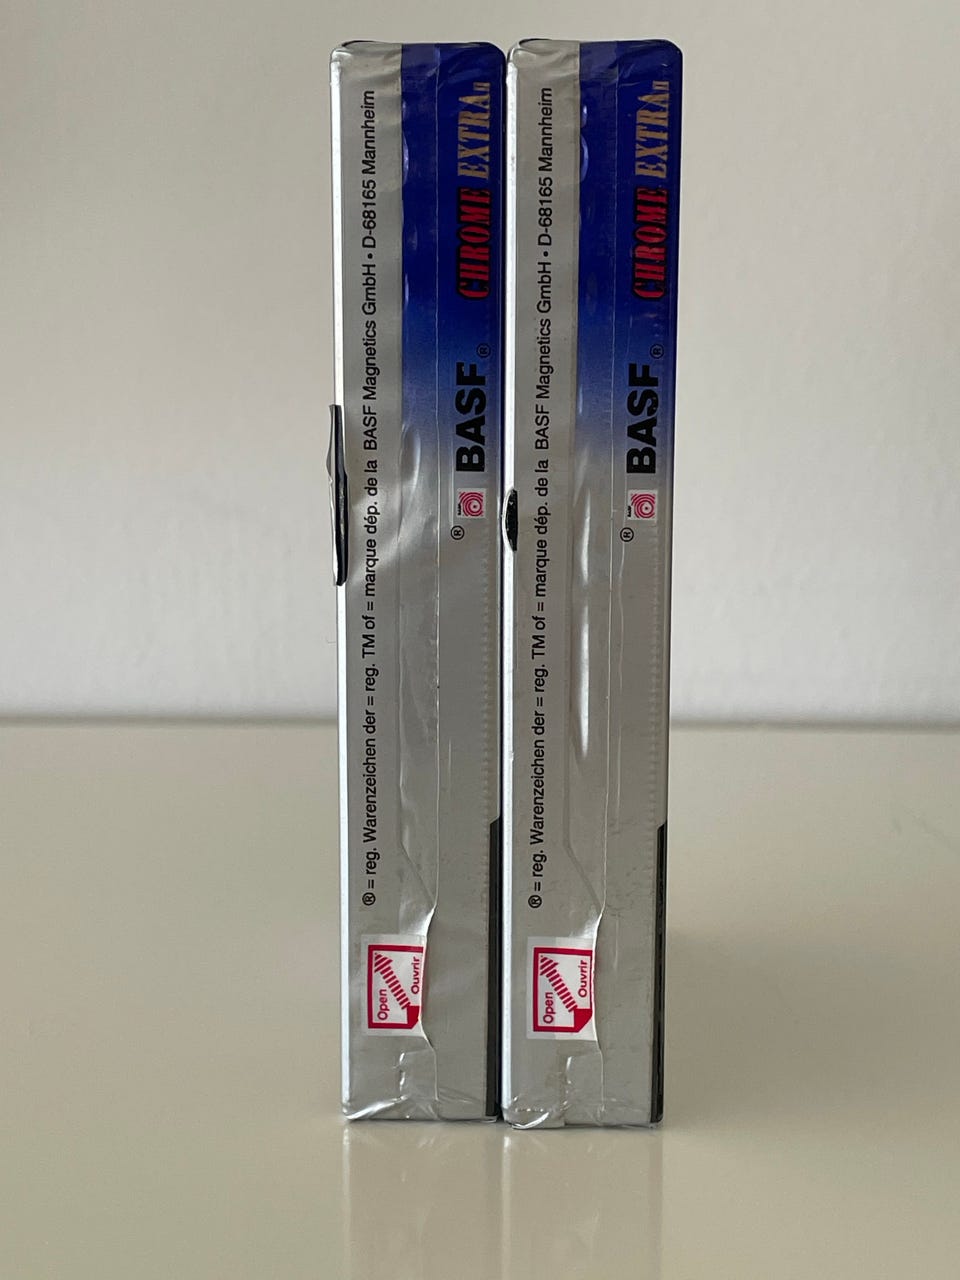 ® = reg. Warenzeichen der = reg. TM of = marque dép. de la BASF Magnetics GmbH • D-68165 Mannheim
® BASF ® CHROME EXTRA II
Open
Ouvrir
® = reg. Warenzeichen der = reg. TM of = marque dép. de la BASF Magnetics GmbH • D-68165 Mannheim
® BASF ® CHROME EXTRA II
Open
Ouvrir